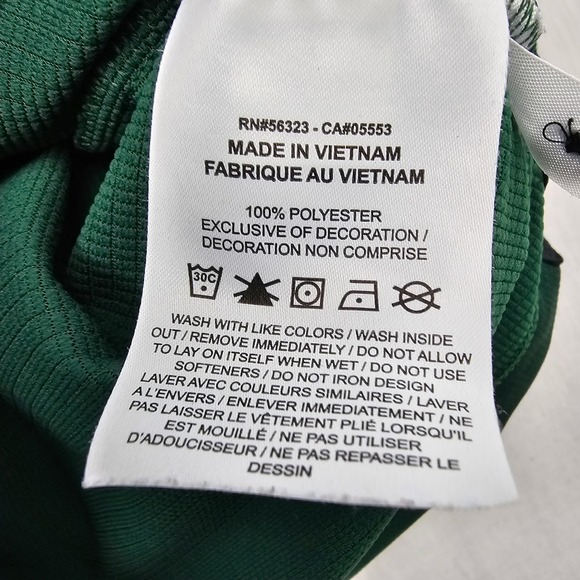 RN#56323 - CA#05553
MADE IN VIETNAM
FABRIQUE AU VIETNAM
100% POLYESTER
EXCLUSIVE OF DECORATION /
DECORATION NON COMPRISE
30C
WASH WITH LIKE COLORS / WASH INSIDE
OUT / REMOVE IMMEDIATELY / DO NOT ALLOW
TO LAY ON ITSELF WHEN WET / DO NOT USE
SOFTENERS / DO NOT IRON DESIGN
LAVER AVEC COULEURS SIMILAIRES / LAVER
A L'ENVERS / ENLEVER IMMEDIATEMENT / NE
PAS LAISSER LE VÊTEMENT PLIÉ LORSQU'IL
EST MOUILLÉ / NE PAS UTILISER
D'ADOUCISSEUR / NE PAS REPASSER LE
DESSIN